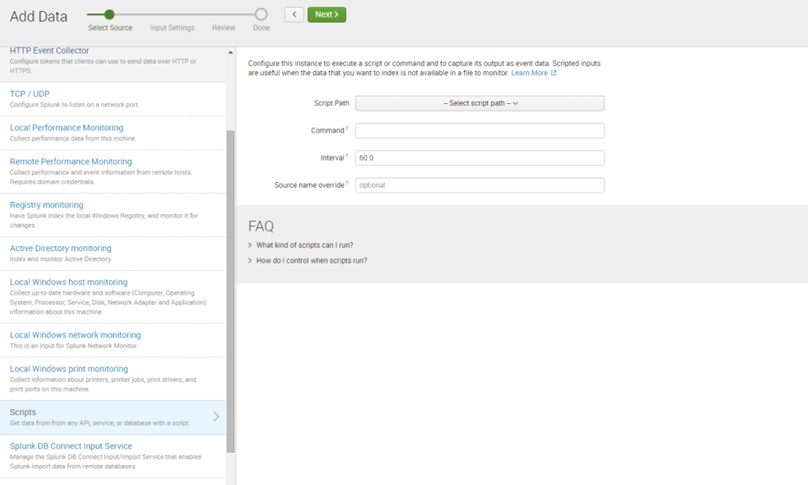 Add Data
Select Source
Input Settings
Review
Done
<
Next >
HTTP Event Collector
Configure tokens that clients can use to send data over HTTP or
HTTPS.
TCP / UDP
Configure Splunk to listen on a network port.
Local Performance Monitoring
Collect performance data from this mchine.
Remote Performance Monitoring
Collect performance and event information from remote hosts.
Requires domain credentials.
Registry monitoring
Have Splunk index the local Windows Registry, and monitor it for
changes.
Active Directory monitoring
Index and monitor Active Directory.
Local Windows host monitoring
Collect up-to-date hardware and software (Computer, Operating
System, Processor, Service, Disk, Network Adapter and Application)
information about this machine.
Local Windows network monitoring
This is an input for Splunk Network Monitor.
Local Windows print monitoring
Collect information about printers, printer jobs, print drivers, and
print ports on this machine.
Scripts
Get data from from any API, service, or database with a script.
Splunk DB Connect Input Service
Manage the Splunk DB Connect Input/import Service that enables
Splunk import data from remote databases.
Configure this instance to execute a script or command and to capture its output as event data. Scripted inputs
are useful when the data that you want to index is not available in a file to monitor. Learn More
Script Path
-- Select script path --
Command ?
Interval ?
60.0
Source name override ?
optional
FAQ
> What kind of scripts can I run?
> How do I control when scripts run?